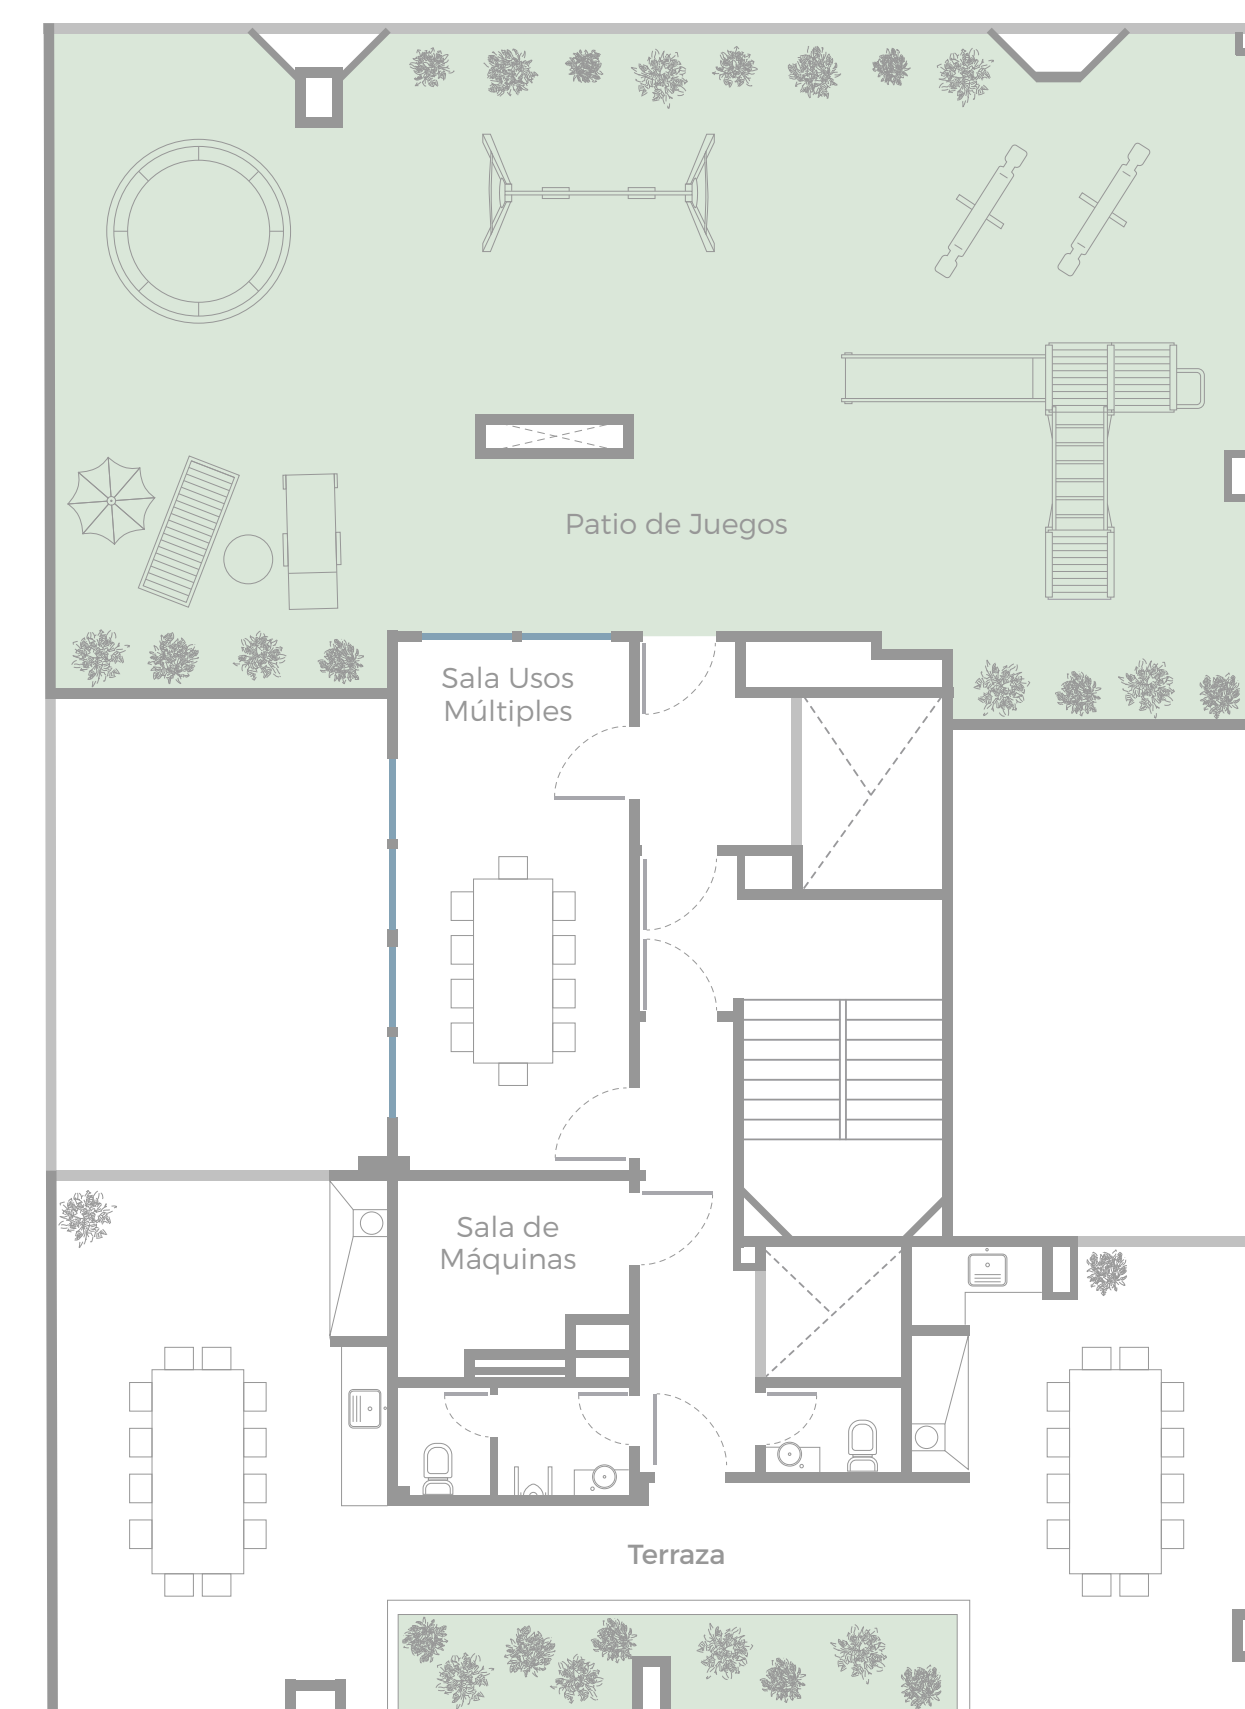 Patio de Juegos
Sala Usos
Múltiples
Sala de
Máquinas
Terraza